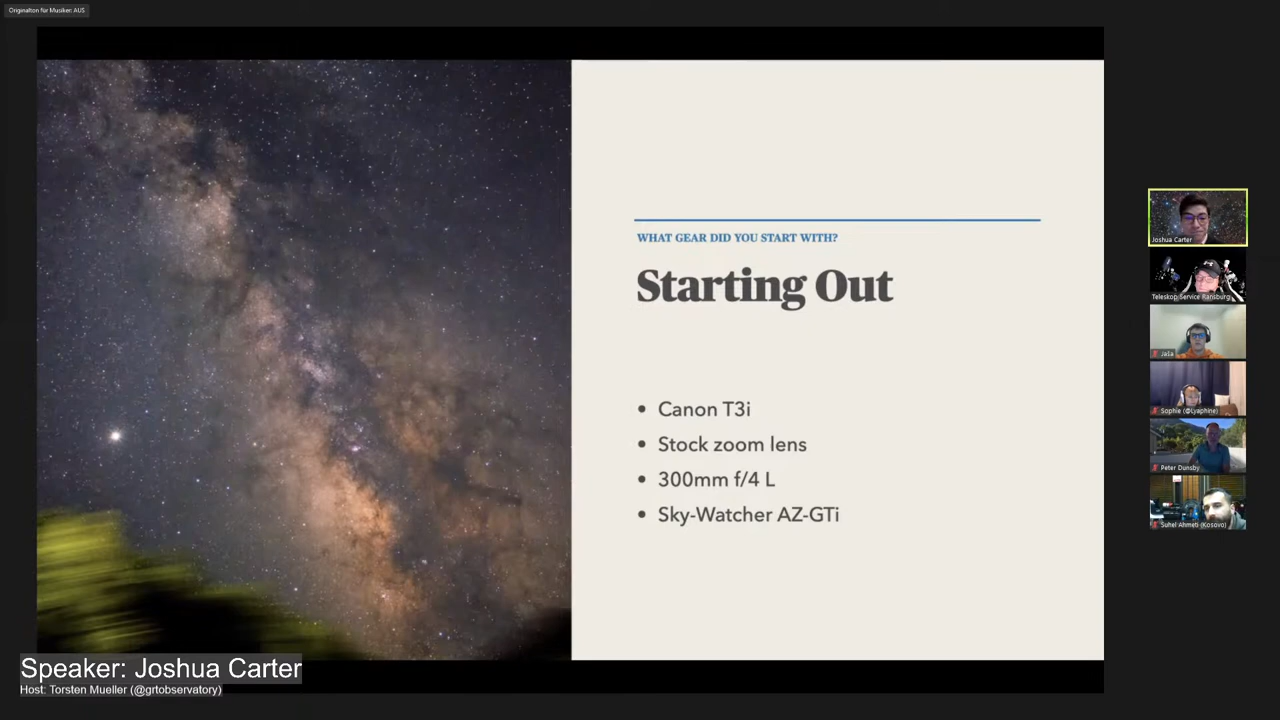 Originalton für Musiker: AUS
WHAT GEAR DID YOU START WITH?
Starting Out
• Canon T3i
• Stock zoom lens
• 300mm f/4 L
• Sky-Watcher AZ-GTi
Joshua Carter
Teleskop Service Ransburg
Jaša
Sophie (@Lyaphine)
Peter Dunsby
Suhel Ahmeti (Kosovo)
Speaker: Joshua Carter
Host: Torsten Mueller (@grtobservatory)